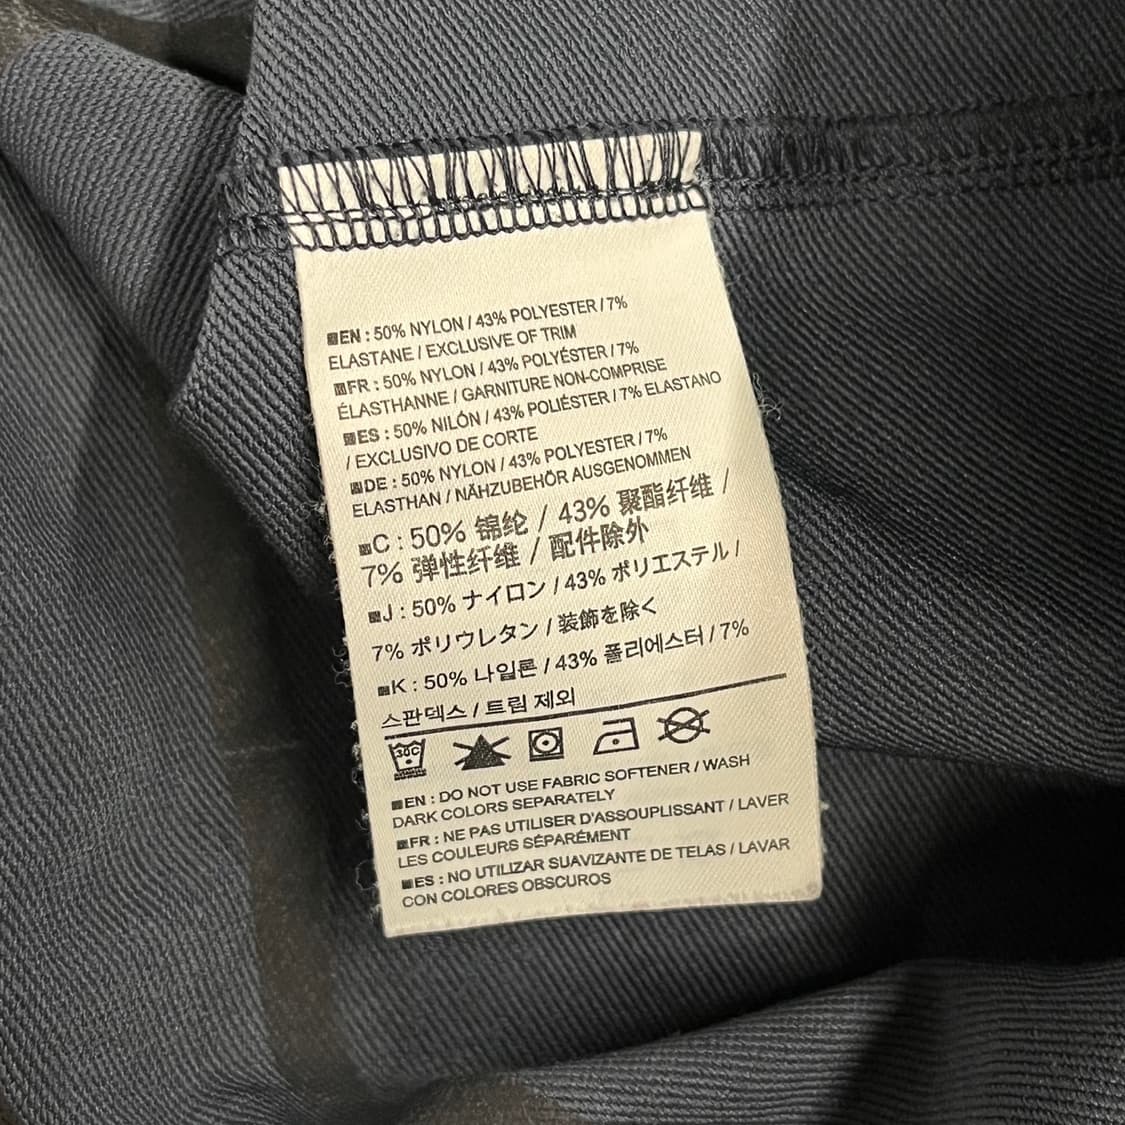 EN : 50% NYLON / 43% POLYESTER / 7%
ELASTANE / EXCLUSIVE OF TRIM
FR : 50% NYLON / 43% POLYÉSTER / 7%
ÉLASTHANNE / GARNITURE NON-COMPRISE
ES : 50% NILÓN / 43% POLIÉSTER / 7% ELASTANO
/ EXCLUSIVO DE CORTE
DE : 50% NYLON / 43% POLYESTER / 7%
ELASTHAN / NÄHZUBEHÖR AUSGENOMMEN
C : 50% 锦纶 / 43% 聚酯纤维 /
7% 弹性纤维 / 配件除外
J : 50% ナイロン / 43% ポリエステル /
7% ポリウレタン / 装飾を除く
K : 50% 나일론 / 43% 폴리에스터 / 7%
스판덱스 / 트림 제외
30C
EN : DO NOT USE FABRIC SOFTENER / WASH
DARK COLORS SEPARATELY
FR : NE PAS UTILISER D'ASSOUPLISSANT / LAVER
LES COULEURS SÉPARÉMENT
ES : NO UTILIZAR SUAVIZANTE DE TELAS / LAVAR
CON COLORES OBSCUROS